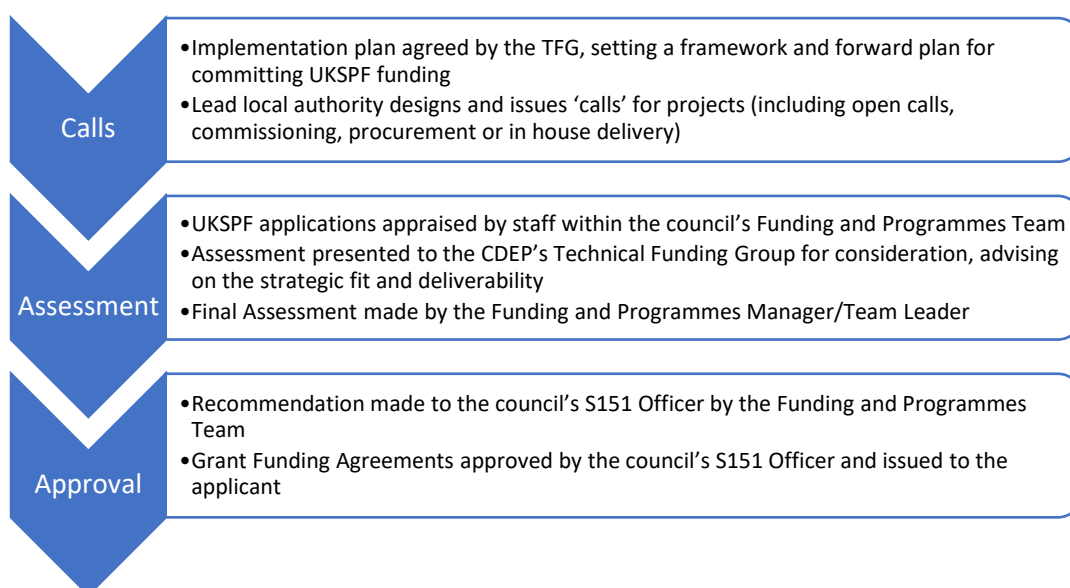 Calls
•Implementation plan agreed by the TFG, setting a framework and forward plan for
committing UKSPF funding
•Lead local authority designs and issues ‘calls’ for projects (including open calls,
commissioning, procurement or in house delivery)
Assessment
•UKSPF applications appraised by staff within the council’s Funding and Programmes Team
•Assessment presented to the CDEP’s Technical Funding Group for consideration, advising
on the strategic fit and deliverability
•Final Assessment made by the Funding and Programmes Manager/Team Leader
Approval
•Recommendation made to the council’s S151 Officer by the Funding and Programmes
Team
•Grant Funding Agreements approved by the council’s S151 Officer and issued to the
applicant